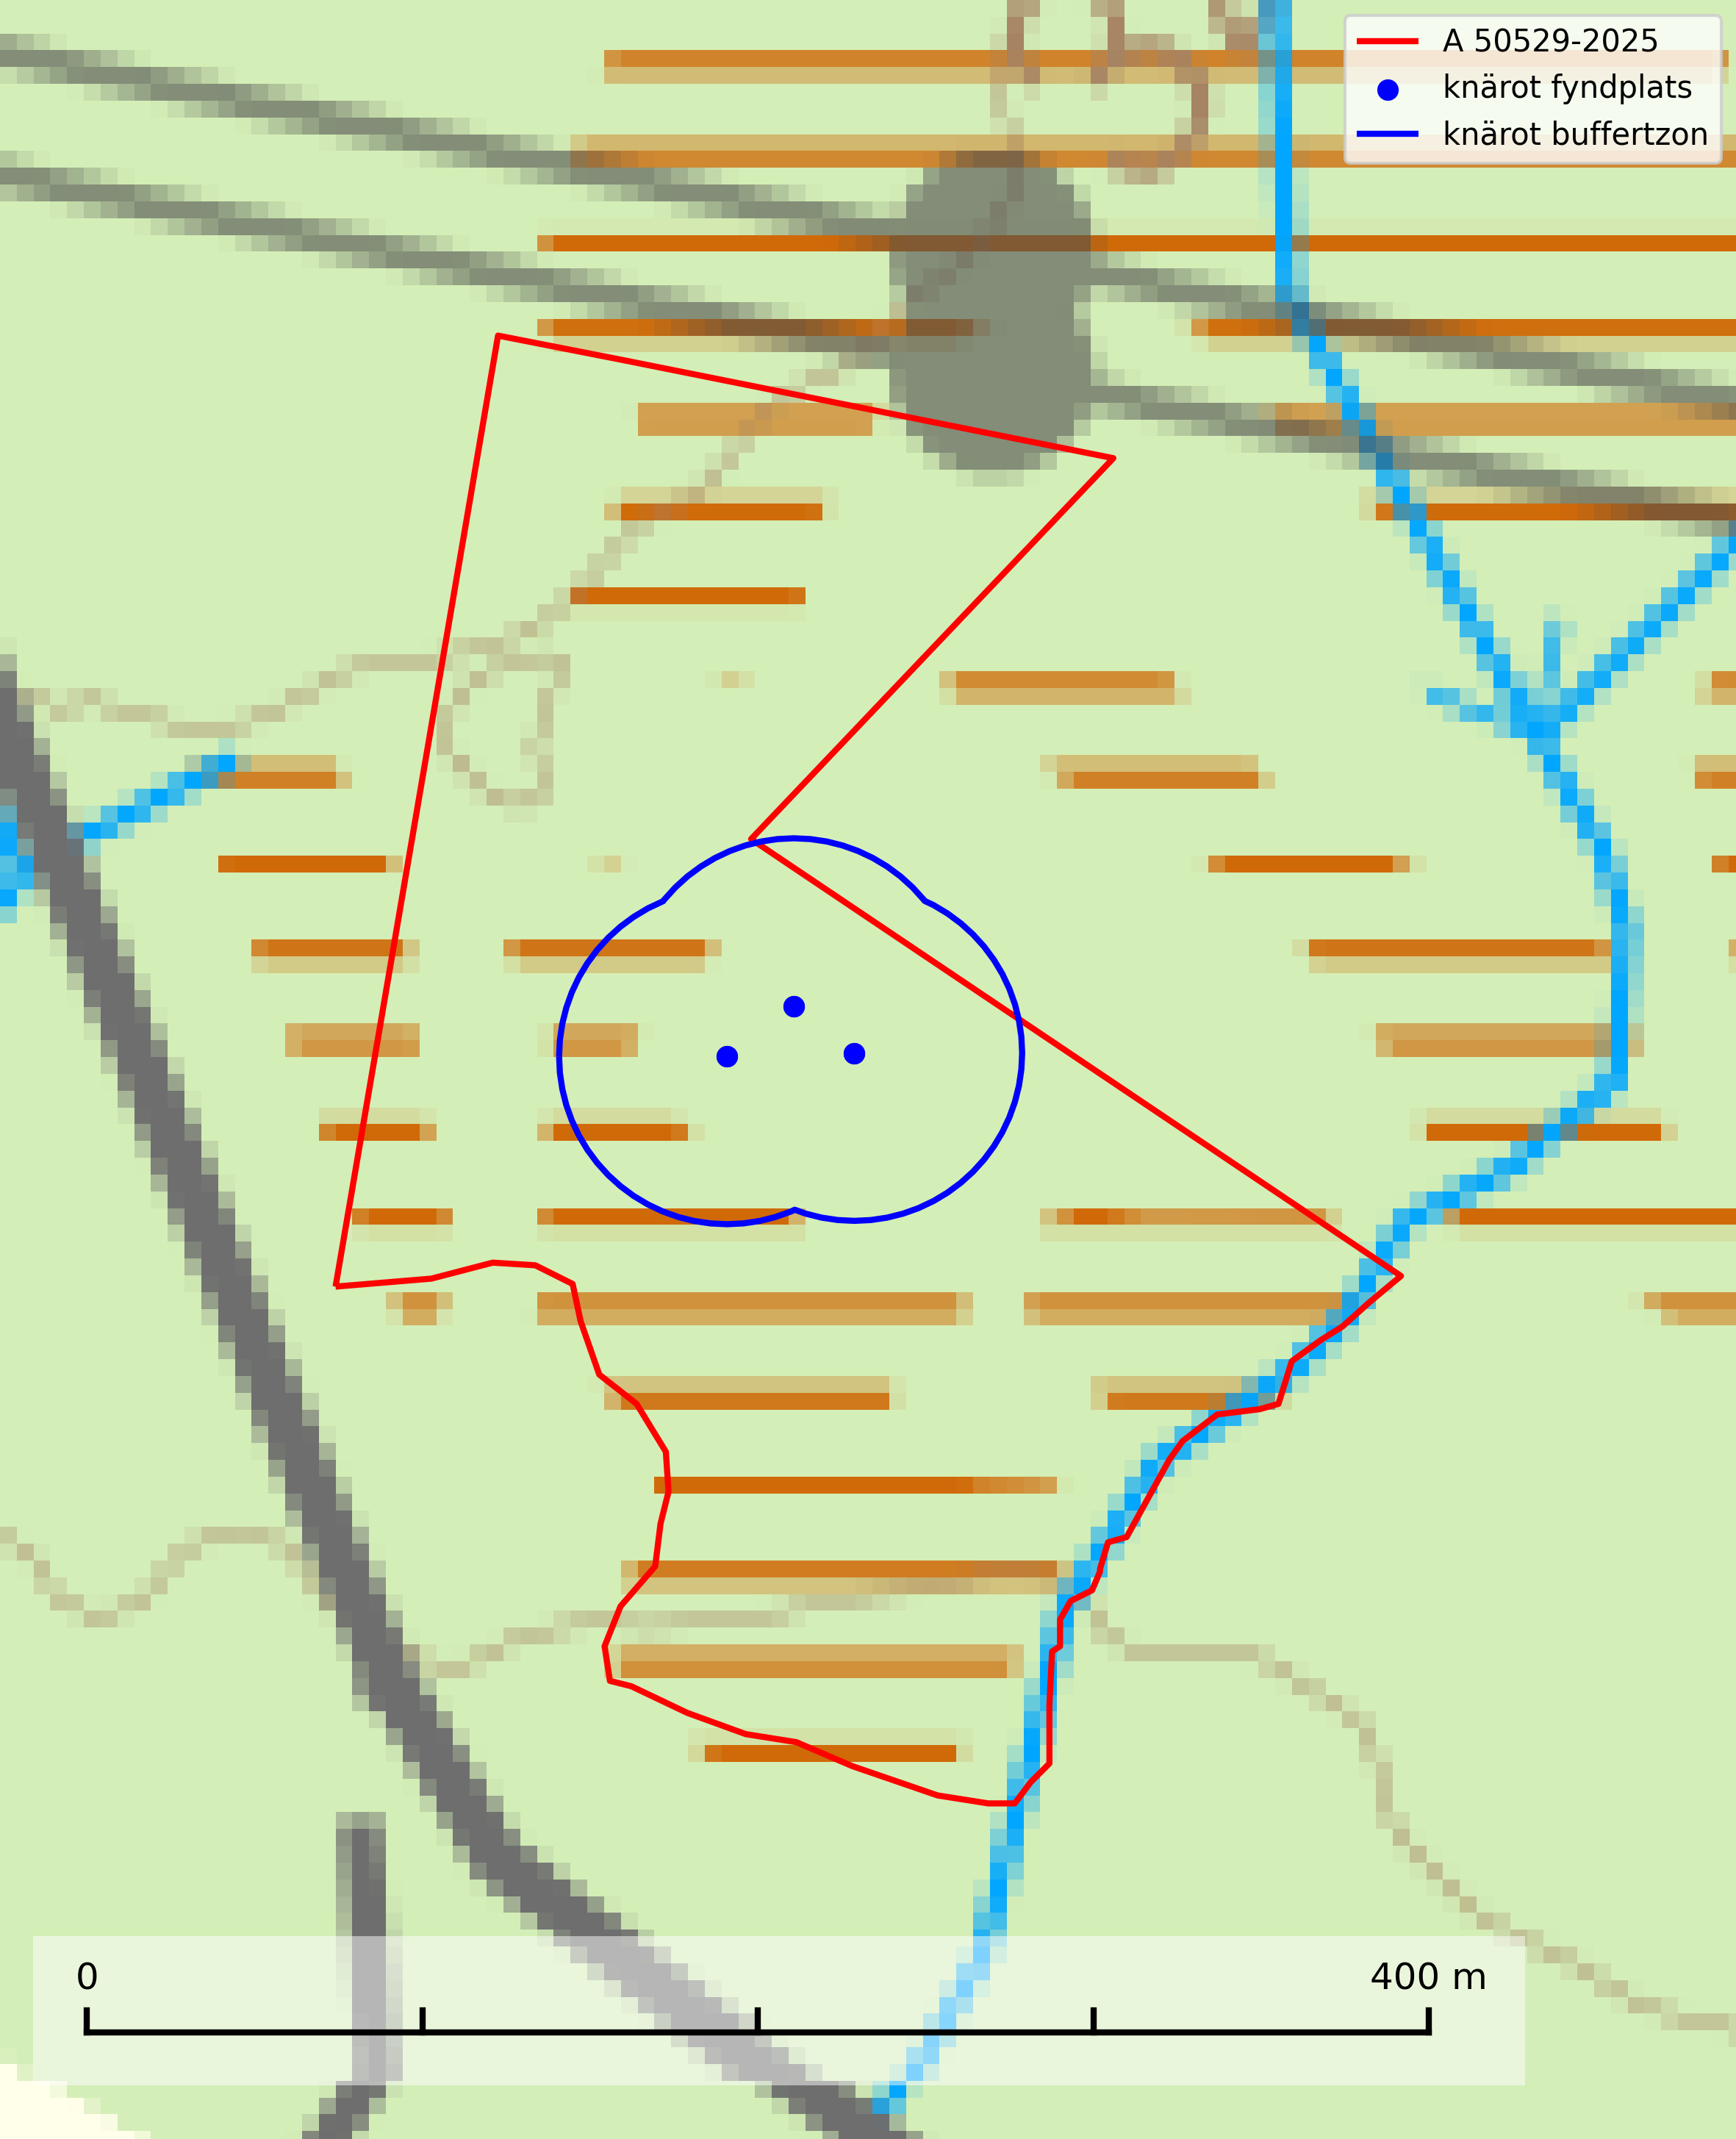 A 50529-2025
knärot fyndplats
knärot buffertzon
0
400 m